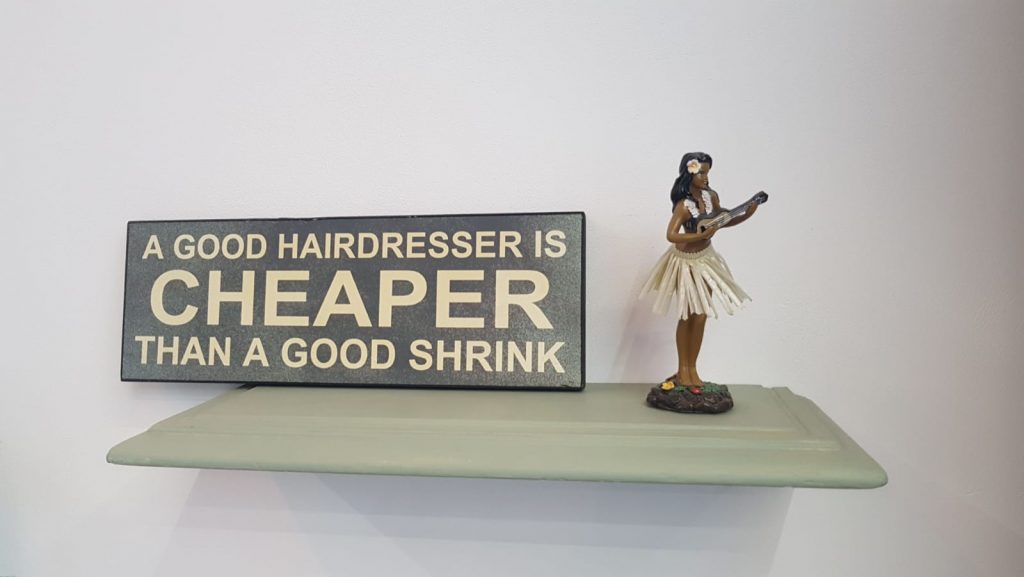 A GOOD HAIRDRESSER IS
CHEAPER
THAN A GOOD SHRINK